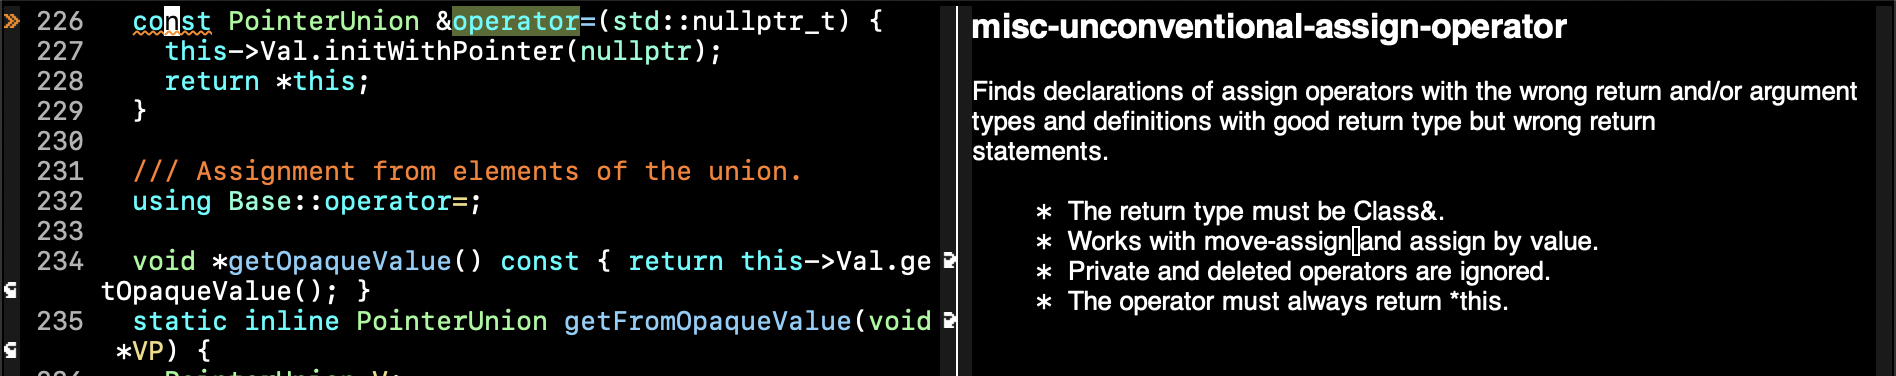 226 const PointerUnion &operator=(std::nullptr_t) {
227 this->Val.initWithPointer(nullptr);
228 return *this;
229 }
230
231 /// Assignment from elements of the union.
232 using Base::operator=;
233
234 void *getOpaqueValue() const { return this->Val.ge
tOpaqueValue(); }
235 static inline PointerUnion getFromOpaqueValue(void
*VP) {
misc-unconventional-assign-operator
Finds declarations of assign operators with the wrong return and/or argument
types and definitions with good return type but wrong return
statements.
* The return type must be Class&.
* Works with move-assign and assign by value.
* Private and deleted operators are ignored.
* The operator must always return *this.